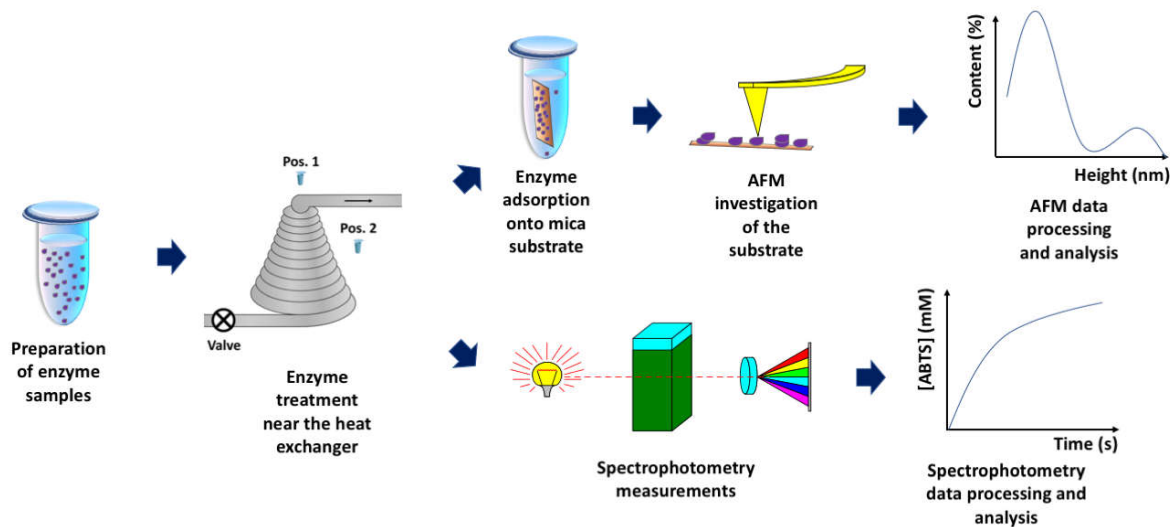 Preparation
of enzyme
samples
Pos. 1
Pos. 2
Valve
Enzyme
treatment
near the heat
exchanger
Enzyme
adsorption
onto mica
substrate
AFM
investigation
of the
substrate
Content (%)
Height (nm)
AFM data
processing
and analysis
Spectrophotometry
measurements
[ABTS] (mM)
Time (s)
Spectrophotometry
data processing and
analysis